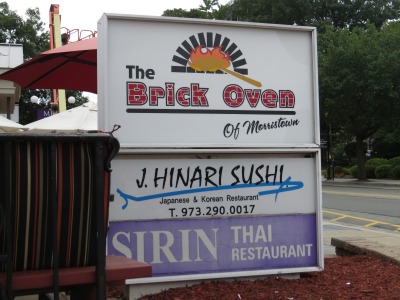 The
Brick Oven
Of Morristown
J. HINARI SUSHI
Japanese & Korean Restaurant
T. 973.290.0017
SIRIN THAI
RESTAURANT